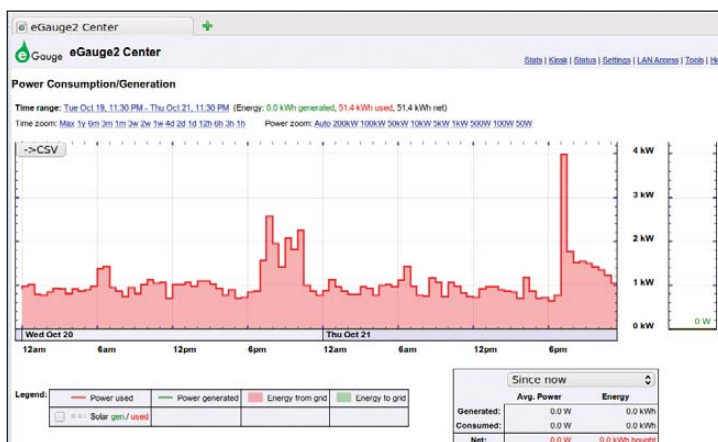 eGauge2 Center
eGauge eGauge2 Center
Stats | Kiosk | Status | Settings | LAN Access | Tools |
Power Consumption/Generation
Time range: Tue Oct 19, 11:30 PM - Thu Oct 21, 11:30 PM (Energy: 0.0 kWh generated, 51.4 kWh used, 51.4 kWh net)
Time zoom: Max 1y 6m 3m 1m 3w 2w 1w 4d 2d 1d 12h 6h 3h 1h Power zoom: Auto 200kW 100kW 50kW 10kW 5kW 1kW 500W 100W 50W
->CSV
4 kW
3 kW
2 kW
1 kW
0 kW
0 W
Wed Oct 20 Thu Oct 21
12am 6am 12pm 6pm 12am 6am 12pm 6pm
Legend: Power used Power generated Energy from grid Energy to grid
Solar gen./used
Since now
Avg. Power Energy
Generated: 0.0 W 0.0 kWh
Consumed: 0.0 W 0.0 kWh
Net: 0.0 W 0.0 kWh bought